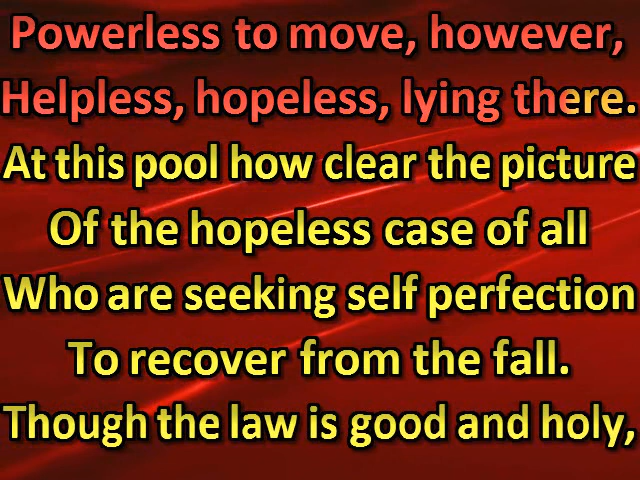 Powerless to move, however,
Helpless, hopeless, lying there.
At this pool how clear the picture
Of the hopeless case of all
Who are seeking self perfection
To recover from the fall.
Though the law is good and holy,